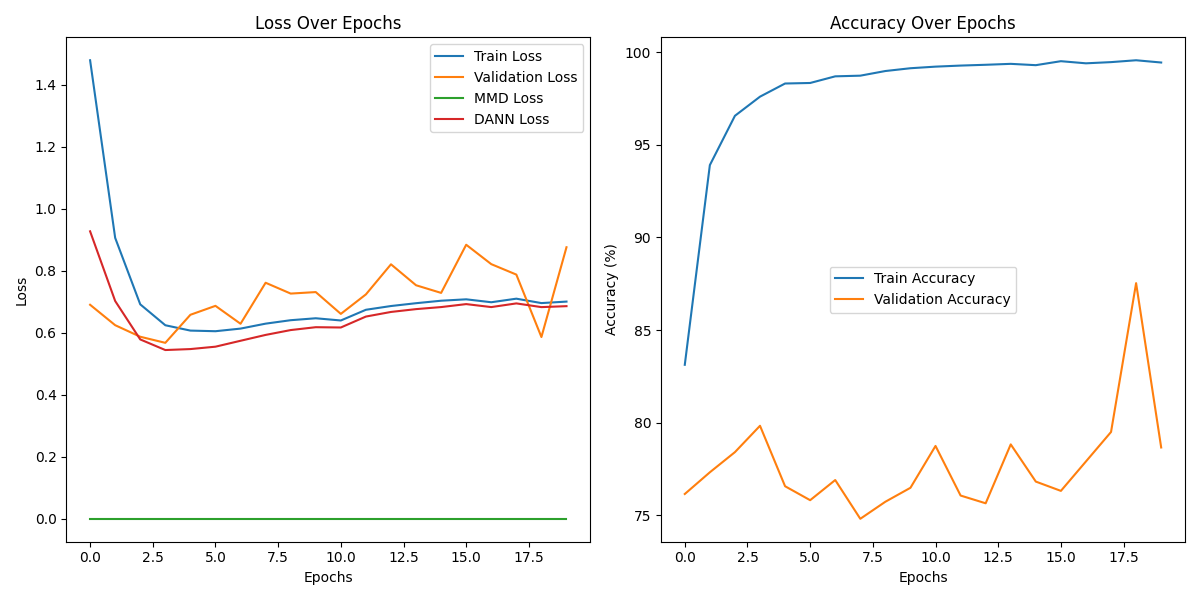 Loss Over Epochs
Train Loss
Validation Loss
MMD Loss
DANN Loss
1.4
1.2
1.0
0.8
0.6
0.4
0.2
0.0
Loss
0.0 2.5 5.0 7.5 10.0 12.5 15.0 17.5
Epochs
Accuracy Over Epochs
Train Accuracy
Validation Accuracy
100
95
90
85
80
75
Accuracy (%)
0.0 2.5 5.0 7.5 10.0 12.5 15.0 17.5
Epochs